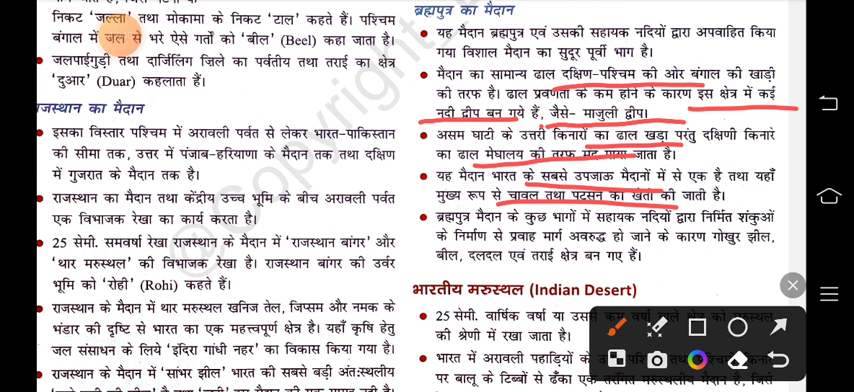 निकट 'जल्ला' तथा मोकामा के निकट 'टाल' कहते हैं। पश्चिम
बंगाल में जल से भरे ऐसे गर्तों को 'बील' (Beel) कहा जाता है।
जलपाईगुड़ी तथा दार्जिलिंग जिले का पर्वतीय तथा तराई का क्षेत्र
'दुआर' (Duar) कहलाता हैं।
राजस्थान का मैदान
इसका विस्तार पश्चिम में अरावली पर्वत से लेकर भारत-पाकिस्तान
की सीमा तक, उत्तर में पंजाब-हरियाणा के मैदान तक तथा दक्षिण
में गुजरात के मैदान तक है।
राजस्थान का मैदान तथा केंद्रीय उच्च भूमि के बीच अरावली पर्वत
एक विभाजक रेखा का कार्य करता है।
25 सेमी. समवर्षा रेखा राजस्थान के मैदान में 'राजस्थान बांगर' और
'थार मरुस्थल' की विभाजक रेखा है। राजस्थान बांगर की उर्वर
भूमि को 'रोही' (Rohi) कहते हैं।
राजस्थान के मैदान में थार मरुस्थल खनिज तेल, जिप्सम और नमक के
भंडार की दृष्टि से भारत का एक महत्त्वपूर्ण क्षेत्र है। यहाँ कृषि हेतु
जल संसाधन के लिये 'इंदिरा गांधी नहर' का विकास किया गया है।
राजस्थान के मैदान में 'सांभर झील' भारत की सबसे बड़ी अंतःस्थलीय
ब्रह्मपुत्र का मैदान
यह मैदान ब्रह्मपुत्र एवं उसकी सहायक नदियों द्वारा अपवाहित किया
गया विशाल मैदान का सुदूर पूर्वी भाग है।
मैदान का सामान्य ढाल दक्षिण-पश्चिम की ओर बंगाल की खाड़ी
की तरफ है। ढाल प्रवणता के कम होने के कारण इस क्षेत्र में कई
नदी द्वीप बन गये हैं, जैसे- माजुली द्वीप।
असम घाटी के उत्तरी किनारों का ढाल खड़ा परंतु दक्षिणी किनारे
का ढाल मेघालय की तरफ मंद पाया जाता है।
यह मैदान भारत के सबसे उपजाऊ मैदानों में से एक है तथा यहाँ
मुख्य रूप से चावल तथा पटसन की खेती की जाती है।
ब्रह्मपुत्र मैदान के कुछ भागों में सहायक नदियों द्वारा निर्मित शंकुओं
के निर्माण से प्रवाह मार्ग अवरुद्ध हो जाने के कारण गोखुर झील,
बील, दलदल एवं तराई क्षेत्र बन गए हैं।
भारतीय मरुस्थल (Indian Desert)
25 सेमी. वार्षिक वर्षा या उससे कम वर्षा वाले क्षेत्र को मरुस्थल
की श्रेणी में रखा जाता है।
भारत में अरावली पहाड़ियों के
पर बालू के टिब्बों से ढँका एक
@Copyright